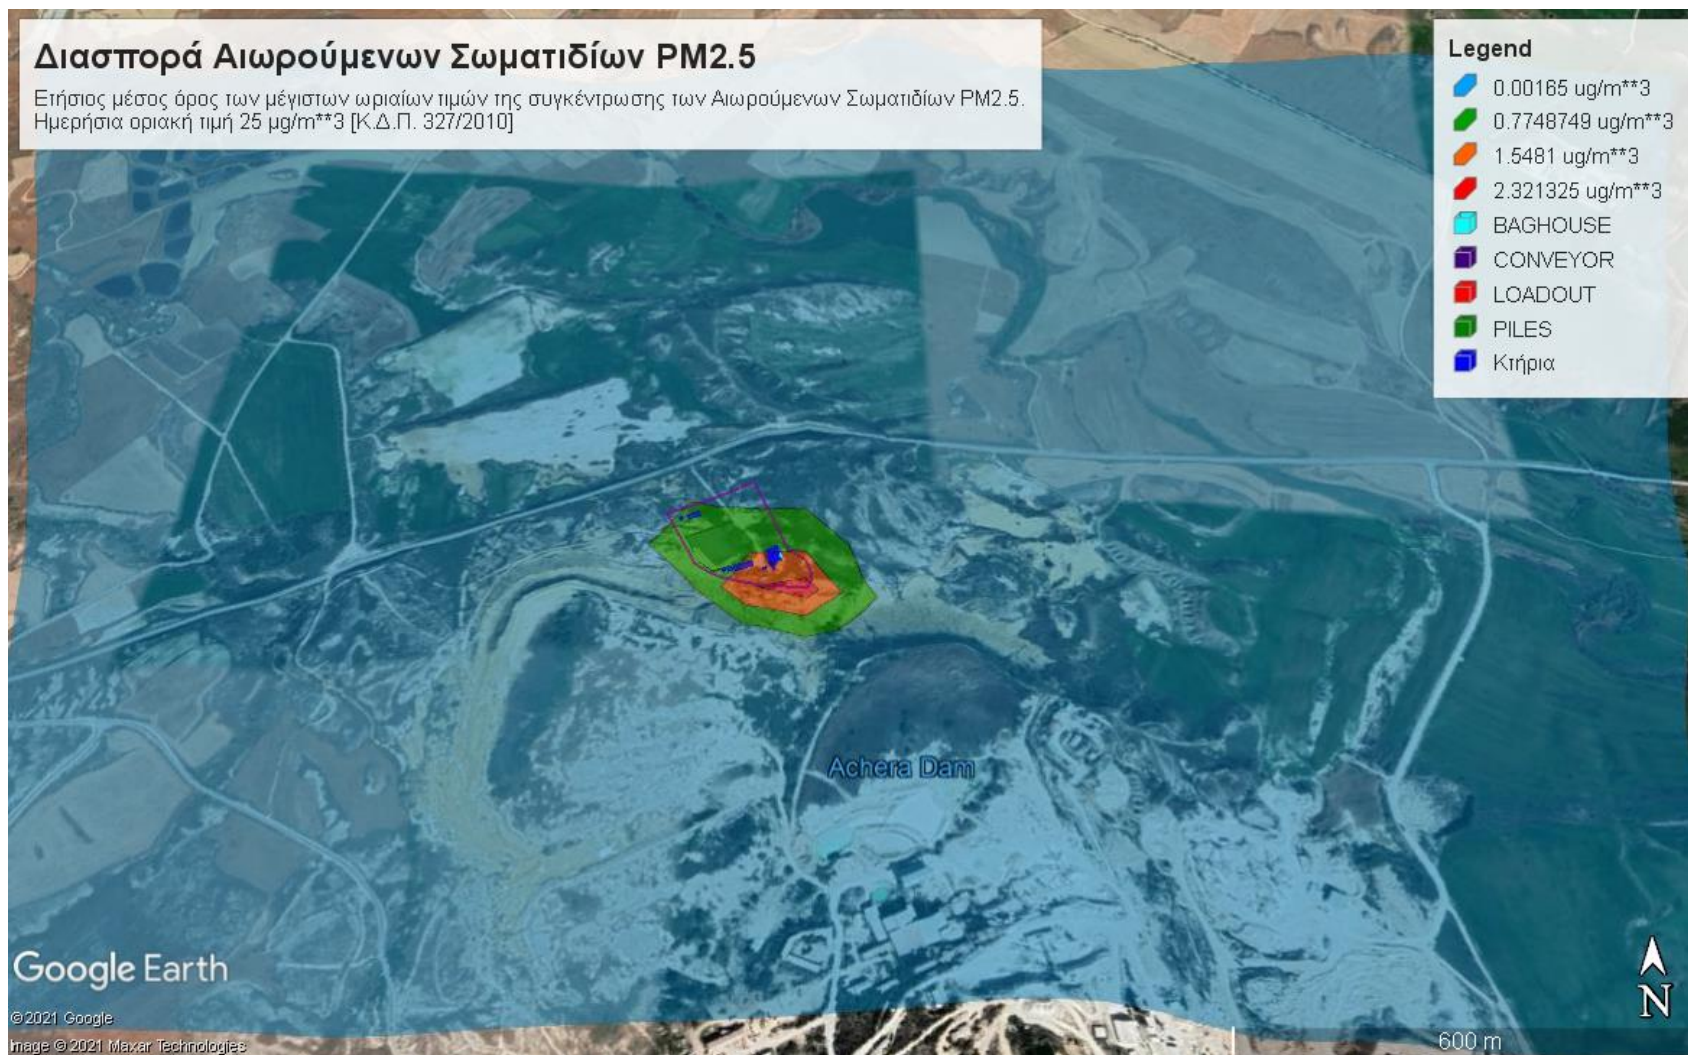 Διασπορά Αιωρούμενων Σωματιδίων PM2.5
Ετήσιος μέσος όρος των μέγιστων ωριαίων τιμών της συγκέντρωσης των Αιωρούμενων Σωματιδίων PM2.5.
Ημερήσια οριακή τιμή 25 μg/m**3 [Κ.Δ.Π. 327/2010]
Legend
0.00165 ug/m**3
0.7748749 ug/m**3
1.5481 ug/m**3
2.321325 ug/m**3
BAGHOUSE
CONVEYOR
LOADOUT
PILES
Κτήρια
Achera Dam
Google Earth
©2021 Google
Image © 2021 Maxar Technologies
N
600 m